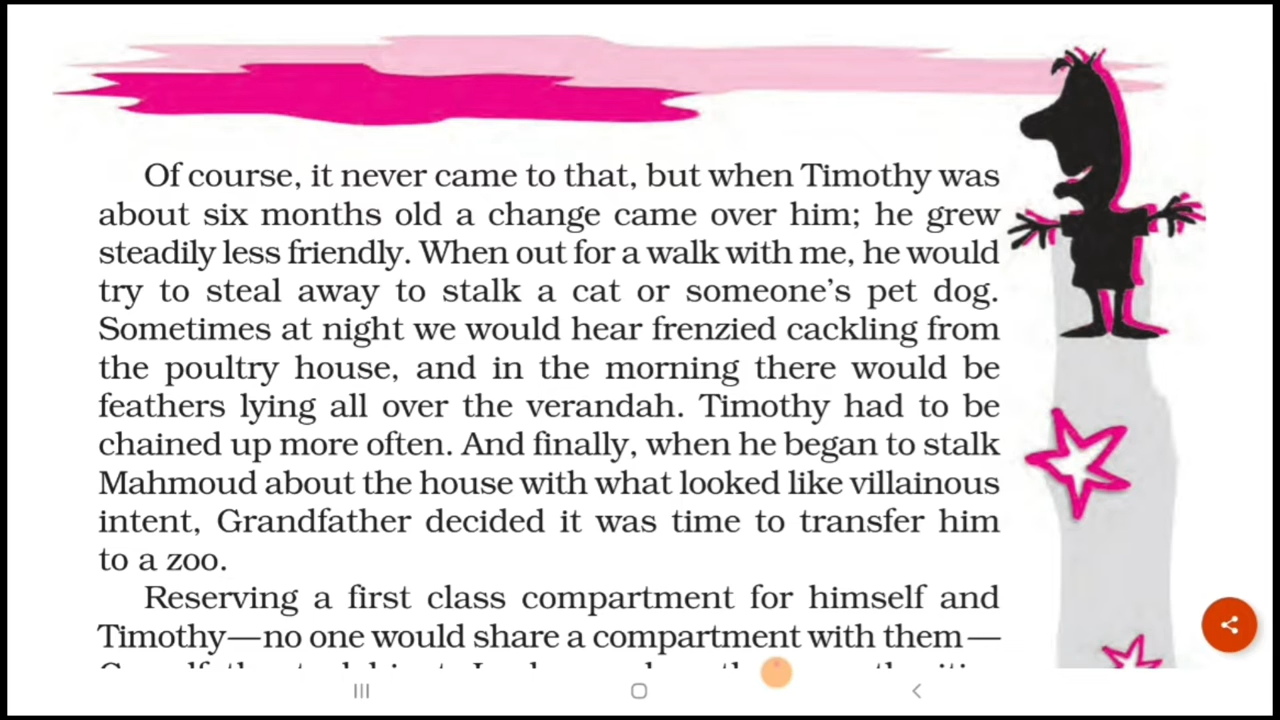 Of course, it never came to that, but when Timothy was
about six months old a change came over him; he grew
steadily less friendly. When out for a walk with me, he would
try to steal away to stalk a cat or someone's pet dog.
Sometimes at night we would hear frenzied cackling from
the poultry house, and in the morning there would be
feathers lying all over the verandah. Timothy had to be
chained up more often. And finally, when he began to stalk
Mahmoud about the house with what looked like villainous
intent, Grandfather decided it was time to transfer him
to a zoo.
Reserving a first class compartment for himself and
Timothy—no one would share a compartment with them—